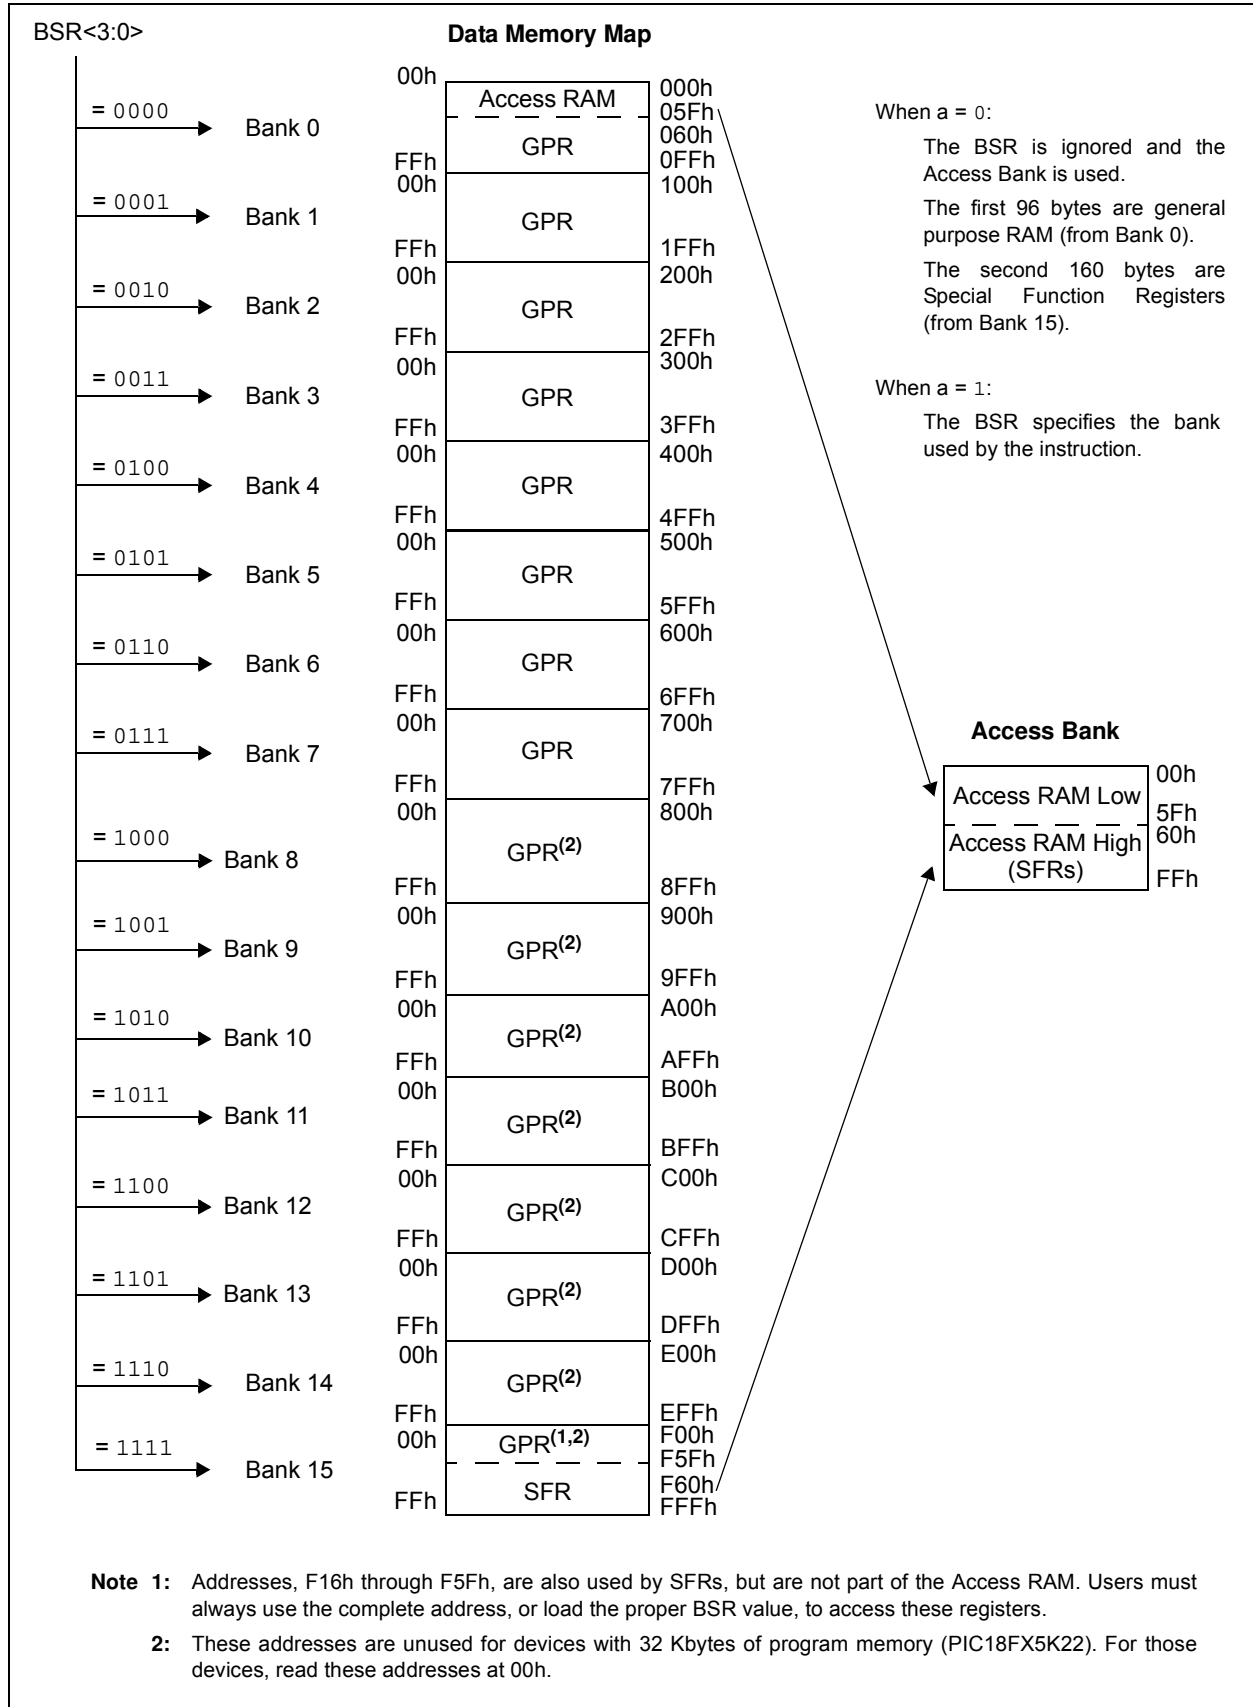 BSR<3:0>
Data Memory Map
= 0000
Bank 0
00h
Access RAM
000h
05Fh
GPR
060h
FFh
0FFh
= 0001
Bank 1
00h
100h
GPR
FFh
1FFh
= 0010
Bank 2
00h
200h
GPR
FFh
2FFh
= 0011
Bank 3
00h
300h
GPR
FFh
3FFh
= 0100
Bank 4
00h
400h
GPR
FFh
4FFh
= 0101
Bank 5
00h
500h
GPR
FFh
5FFh
= 0110
Bank 6
00h
600h
GPR
FFh
6FFh
= 0111
Bank 7
00h
700h
GPR
FFh
7FFh
= 1000
Bank 8
00h
800h
GPR(2)
FFh
8FFh
= 1001
Bank 9
00h
900h
GPR(2)
FFh
9FFh
= 1010
Bank 10
00h
A00h
GPR(2)
FFh
AFFh
= 1011
Bank 11
00h
B00h
GPR(2)
FFh
BFFh
= 1100
Bank 12
00h
C00h
GPR(2)
FFh
CFFh
= 1101
Bank 13
00h
D00h
GPR(2)
FFh
DFFh
= 1110
Bank 14
00h
E00h
GPR(2)
FFh
EFFh
= 1111
Bank 15
00h
F00h
GPR(1,2)
F5Fh
SFR
F60h
FFh
FFFh
When a = 0:
The BSR is ignored and the
Access Bank is used.
The first 96 bytes are general
purpose RAM (from Bank 0).
The second 160 bytes are
Special Function Registers
(from Bank 15).
When a = 1:
The BSR specifies the bank
used by the instruction.
Access Bank
00h
Access RAM Low
5Fh
60h
Access RAM High
(SFRs)
FFh
Note 1: Addresses, F16h through F5Fh, are also used by SFRs, but are not part of the Access RAM. Users must
always use the complete address, or load the proper BSR value, to access these registers.
2: These addresses are unused for devices with 32 Kbytes of program memory (PIC18FX5K22). For those
devices, read these addresses at 00h.